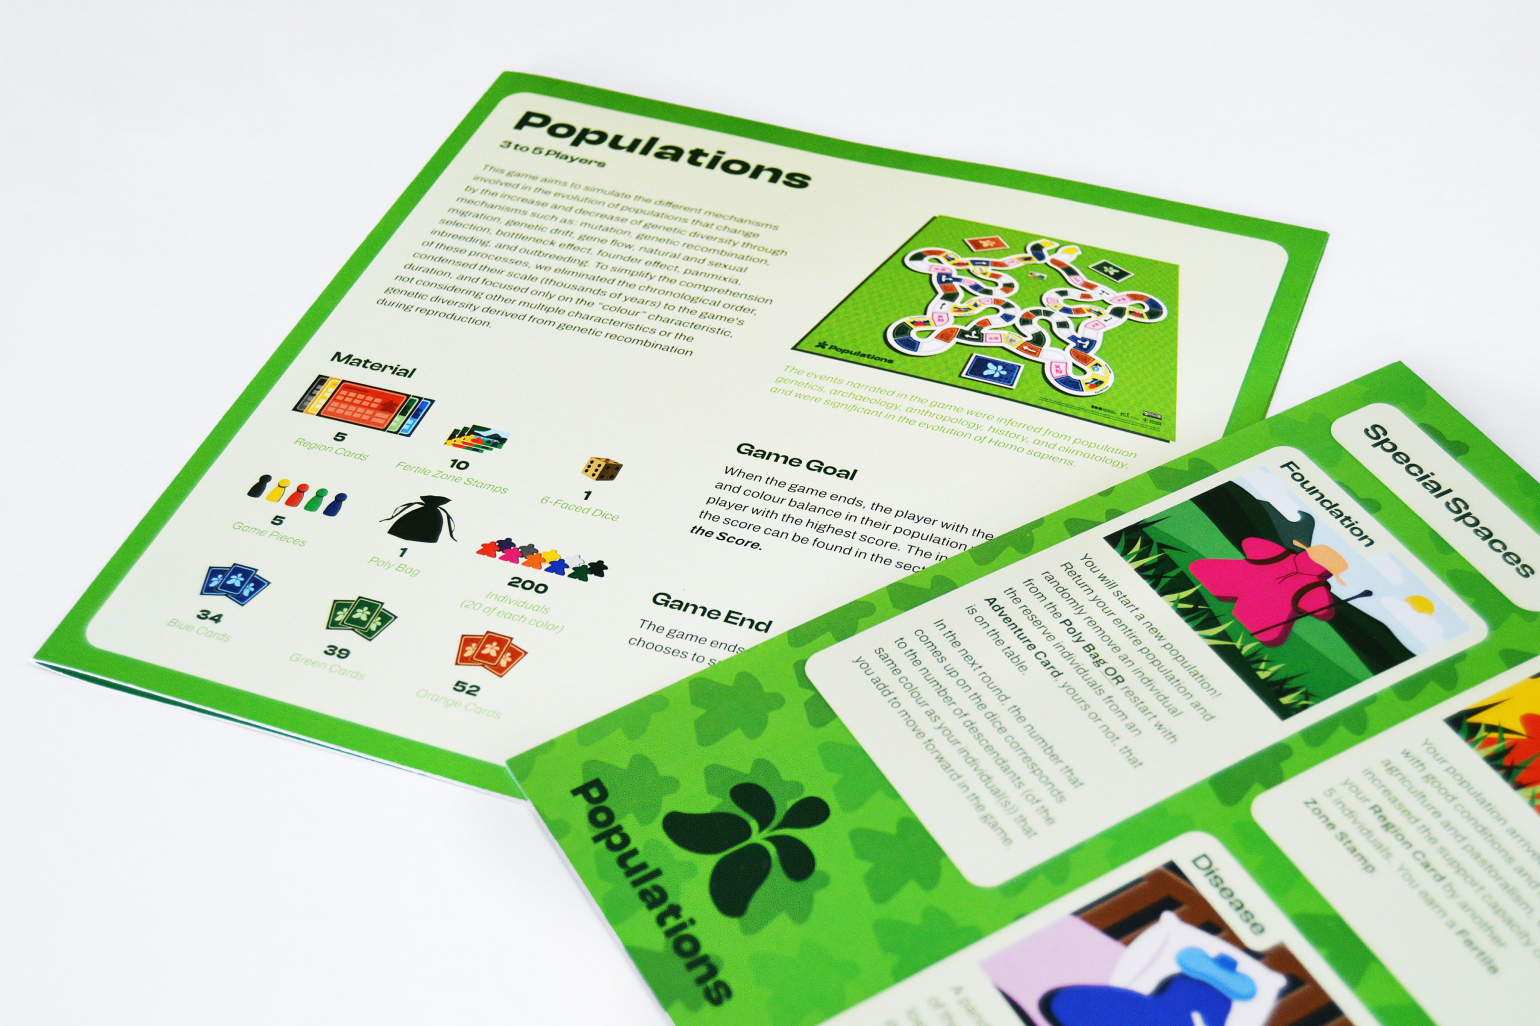 Populations
3 to 5 Players
This game aims to simulate the different mechanisms
involved in the evolution of populations that change
by the increase and decrease of genetic diversity through
mechanisms such as: mutation, genetic recombination,
migration, genetic drift, gene flow, natural and sexual
selection, bottleneck effect, founder effect, panmixia,
inbreeding, and outbreeding. To simplify the comprehension
of these processes, we eliminated the chronological order,
condensed their scale (thousands of years) to the game's
duration, and focused only on the "colour" characteristic,
not considering other multiple characteristics or the
genetic diversity derived from genetic recombination
during reproduction.
Material
5
Region Cards
10
Fertile Zone Stamps
1
6-Faced Dice
5
Game Pieces
1
Poly Bag
200
Individuals
(20 of each color)
34
Blue Cards
39
Green Cards
52
Orange Cards
Populations
The events narrated in the game were inferred from population
genetics, archaeology, anthropology, history, and climatology,
and were significant in the evolution of Homo sapiens.
Game Goal
When the game ends, the player with the
and colour balance in their population
player with the highest score. The in
the score can be found in the sect
the Score.
Game End
The game ends
chooses to s
Populations
Special Spaces
Foundation
You will start a new population!
Return your entire population and
randomly remove an individual
from the Poly Bag OR restart with
the reserve individuals from an
Adventure Card, yours or not, that
is on the table.
In the next round, the number that
comes up on the dice corresponds
to the number of descendants (of the
same colour as your individual(s)) that
you add to move forward in the game.
Your population arri
with good conditions an
agriculture and pastoralism
increased the support capacity
your Region Card by another
5 individuals. You earn a Fertile
Zone Stamp.
Disease